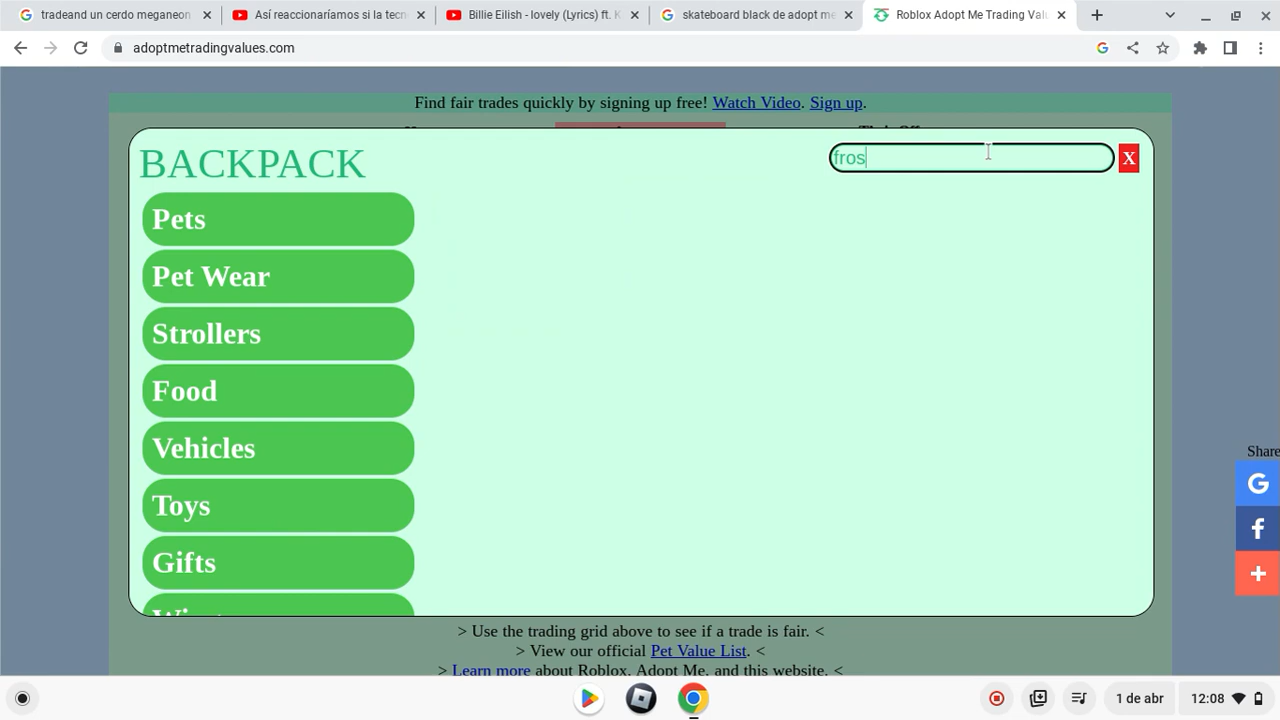 tradeand un cerdo meganeo
Así reaccionaríamos si la tecn
Billie Eilish - lovely (Lyrics) ft. K
skateboard black de adopt me
Roblox Adopt Me Trading Valu
adoptmetradingvalues.com
Find fair trades quickly by signing up free! Watch Video. Sign up.
BACKPACK
fros
X
Pets
Pet Wear
Strollers
Food
Vehicles
Toys
Gifts
Share
> Use the trading grid above to see if a trade is fair. <
> View our official Pet Value List. <
> Learn more about Roblox, Adopt Me, and this website. <
1 de abr
12:08